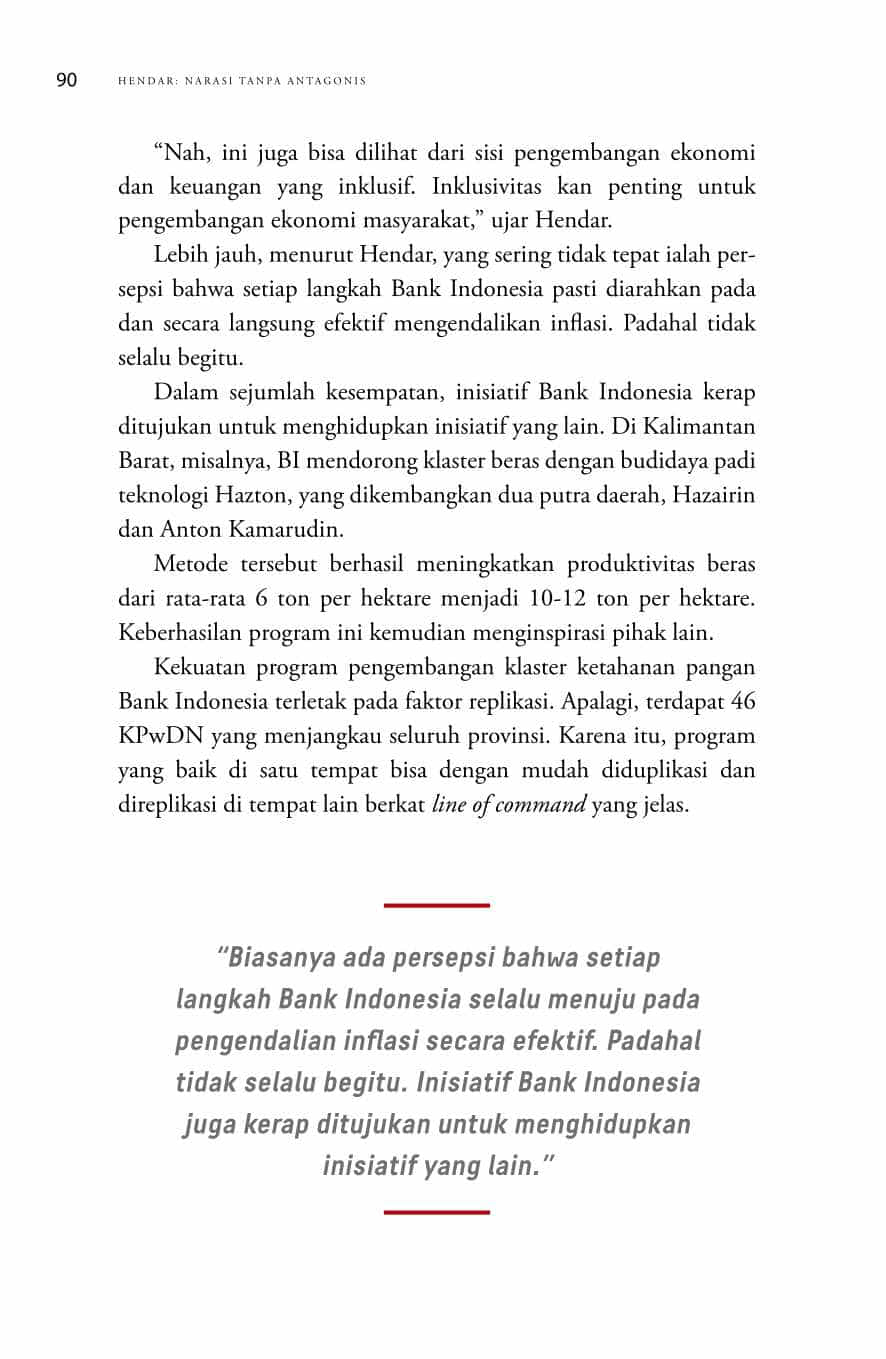 90 HENDAR: NARASI TANPA ANTAGONIS
“Nah, ini juga bisa dilihat dari sisi pengembangan ekonomi
dan keuangan yang inklusif. Inklusivitas kan penting untuk
pengembangan ekonomi masyarakat,” ujar Hendar.
Lebih jauh, menurut Hendar, yang sering tidak tepat ialah per-
sepsi bahwa setiap langkah Bank Indonesia pasti diarahkan pada
dan secara langsung efektif mengendalikan inflasi. Padahal tidak
selalu begitu.
Dalam sejumlah kesempatan, inisiatif Bank Indonesia kerap
ditujukan untuk menghidupkan inisiatif yang lain. Di Kalimantan
Barat, misalnya, BI mendorong klaster beras dengan budidaya padi
teknologi Hazton, yang dikembangkan dua putra daerah, Hazairin
dan Anton Kamarudin.
Metode tersebut berhasil meningkatkan produktivitas beras
dari rata-rata 6 ton per hektare menjadi 10-12 ton per hektare.
Keberhasilan program ini kemudian menginspirasi pihak lain.
Kekuatan program pengembangan klaster ketahanan pangan
Bank Indonesia terletak pada faktor replikasi. Apalagi, terdapat 46
KPwDN yang menjangkau seluruh provinsi. Karena itu, program
yang baik di satu tempat bisa dengan mudah diduplikasi dan
direplikasi di tempat lain berkat line of command yang jelas.
“Biasanya ada persepsi bahwa setiap
langkah Bank Indonesia selalu menuju pada
pengendalian inflasi secara efektif. Padahal
tidak selalu begitu. Inisiatif Bank Indonesia
juga kerap ditujukan untuk menghidupkan
inisiatif yang lain.”